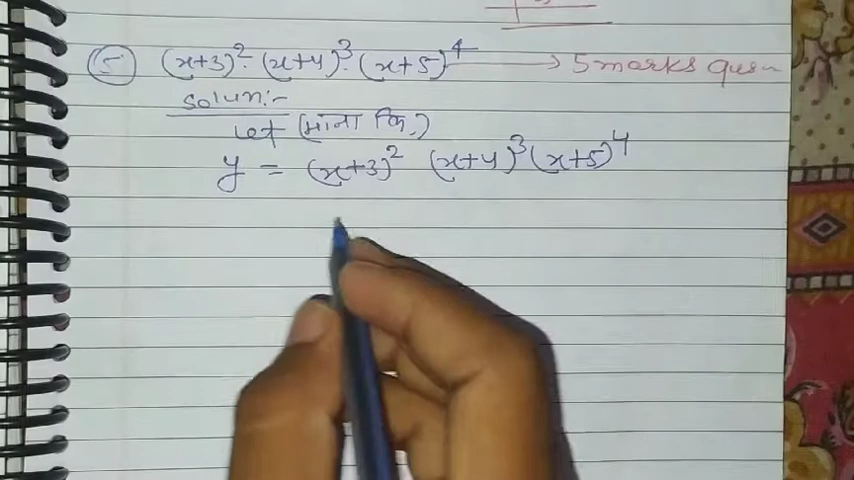 (5) (x+3)². (x+4)³. (x+5)⁴ → 5 marks Ques
Solun:-
Let (माना कि,)
y = (x+3)² (x+4)³ (x+5)⁴